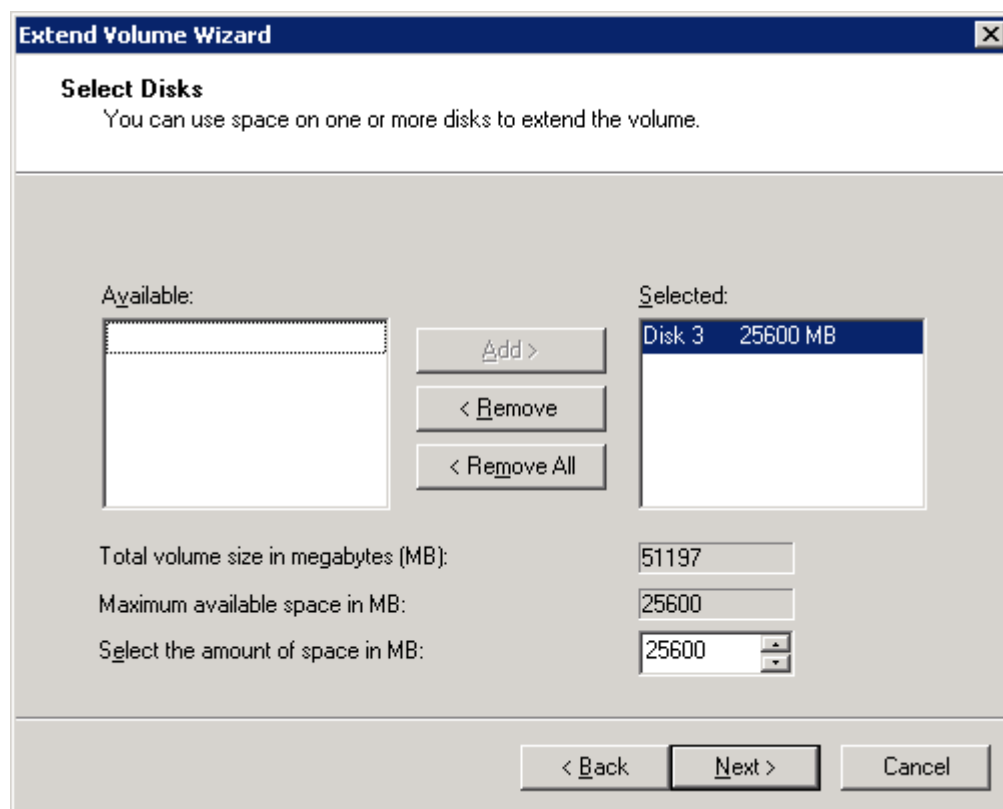 Extend Volume Wizard
Select Disks
You can use space on one or more disks to extend the volume.
Available: Selected:
Disk 3 25600 MB
Add >
< Remove
< Remove All
Total volume size in megabytes (MB): 51197
Maximum available space in MB: 25600
Select the amount of space in MB: 25600
< Back Next > Cancel